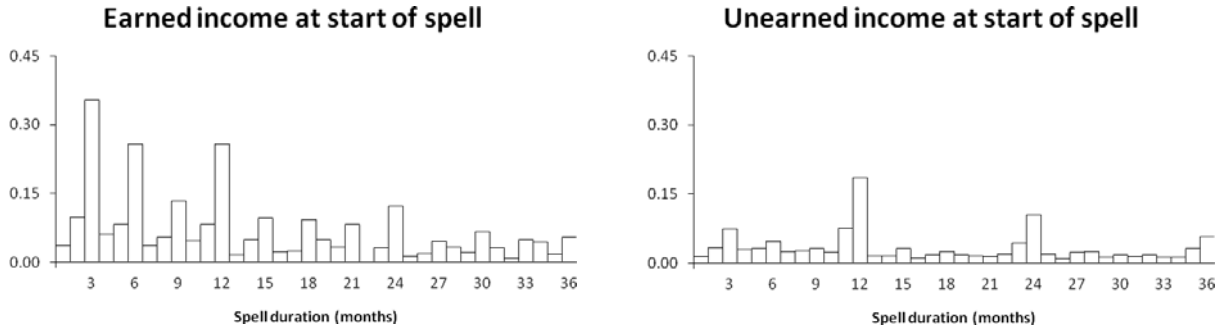 Earned income at start of spell
0.45
0.30
0.15
0.00
3 6 9 12 15 18 21 24 27 30 33 36
Spell duration (months)
Unearned income at start of spell
0.45
0.30
0.15
0.00
3 6 9 12 15 18 21 24 27 30 33 36
Spell duration (months)